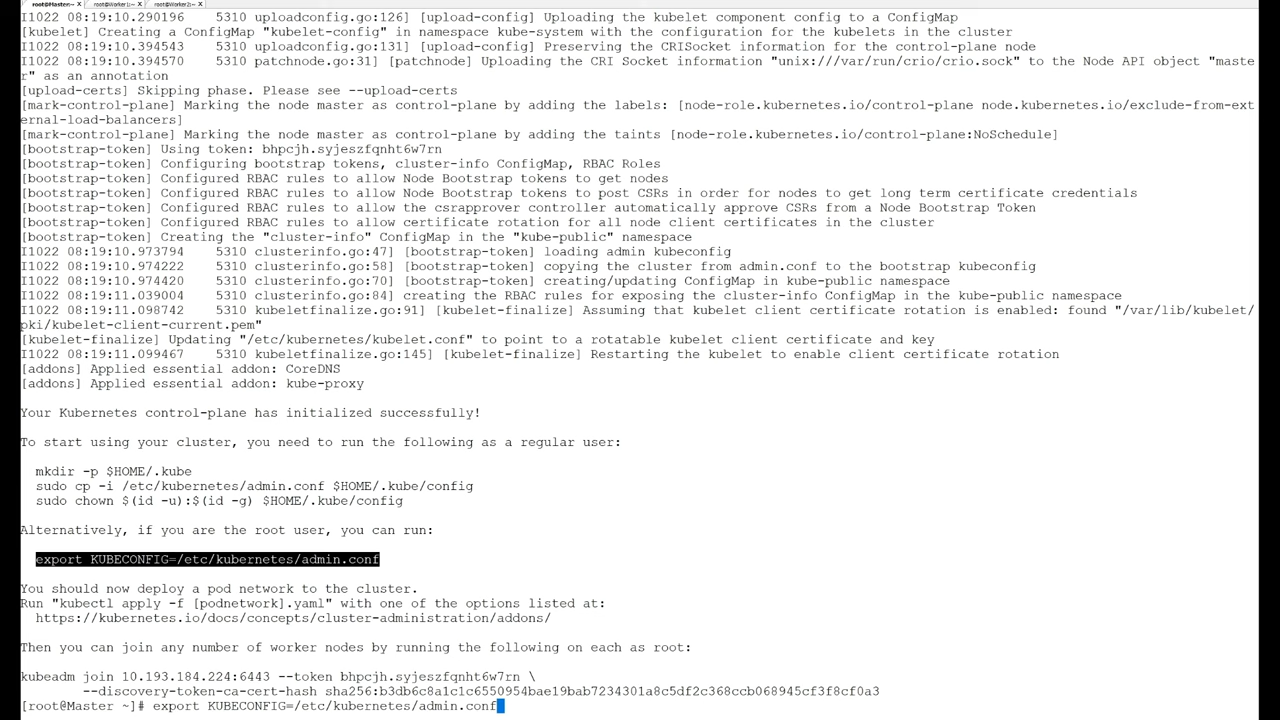 root@Master:~ × root@Worker1:~ × root@Worker2:~ ×
I1022 08:19:10.290196    5310 uploadconfig.go:126] [upload-config] Uploading the kubelet component config to a ConfigMap
[kubelet] Creating a ConfigMap "kubelet-config" in namespace kube-system with the configuration for the kubelets in the cluster
I1022 08:19:10.394543    5310 uploadconfig.go:131] [upload-config] Preserving the CRISocket information for the control-plane node
I1022 08:19:10.394570    5310 patchnode.go:31] [patchnode] Uploading the CRI Socket information "unix:///var/run/crio/crio.sock" to the Node API object "maste
r" as an annotation
[upload-certs] Skipping phase. Please see --upload-certs
[mark-control-plane] Marking the node master as control-plane by adding the labels: [node-role.kubernetes.io/control-plane node.kubernetes.io/exclude-from-ext
ernal-load-balancers]
[mark-control-plane] Marking the node master as control-plane by adding the taints [node-role.kubernetes.io/control-plane:NoSchedule]
[bootstrap-token] Using token: bhpcjh.syjeszfqnht6w7rn
[bootstrap-token] Configuring bootstrap tokens, cluster-info ConfigMap, RBAC Roles
[bootstrap-token] Configured RBAC rules to allow Node Bootstrap tokens to get nodes
[bootstrap-token] Configured RBAC rules to allow Node Bootstrap tokens to post CSRs in order for nodes to get long term certificate credentials
[bootstrap-token] Configured RBAC rules to allow the csrapprover controller automatically approve CSRs from a Node Bootstrap Token
[bootstrap-token] Configured RBAC rules to allow certificate rotation for all node client certificates in the cluster
[bootstrap-token] Creating the "cluster-info" ConfigMap in the "kube-public" namespace
I1022 08:19:10.973794    5310 clusterinfo.go:47] [bootstrap-token] loading admin kubeconfig
I1022 08:19:10.974222    5310 clusterinfo.go:58] [bootstrap-token] copying the cluster from admin.conf to the bootstrap kubeconfig
I1022 08:19:10.974420    5310 clusterinfo.go:70] [bootstrap-token] creating/updating ConfigMap in kube-public namespace
I1022 08:19:11.039004    5310 clusterinfo.go:84] creating the RBAC rules for exposing the cluster-info ConfigMap in the kube-public namespace
I1022 08:19:11.098742    5310 kubeletfinalize.go:91] [kubelet-finalize] Assuming that kubelet client certificate rotation is enabled: found "/var/lib/kubelet/
pki/kubelet-client-current.pem"
[kubelet-finalize] Updating "/etc/kubernetes/kubelet.conf" to point to a rotatable kubelet client certificate and key
I1022 08:19:11.099467    5310 kubeletfinalize.go:145] [kubelet-finalize] Restarting the kubelet to enable client certificate rotation
[addons] Applied essential addon: CoreDNS
[addons] Applied essential addon: kube-proxy
Your Kubernetes control-plane has initialized successfully!
To start using your cluster, you need to run the following as a regular user:
mkdir -p $HOME/.kube
sudo cp -i /etc/kubernetes/admin.conf $HOME/.kube/config
sudo chown $(id -u):$(id -g) $HOME/.kube/config
Alternatively, if you are the root user, you can run:
export KUBECONFIG=/etc/kubernetes/admin.conf
You should now deploy a pod network to the cluster.
Run "kubectl apply -f [podnetwork].yaml" with one of the options listed at:
https://kubernetes.io/docs/concepts/cluster-administration/addons/
Then you can join any number of worker nodes by running the following on each as root:
kubeadm join 10.193.184.224:6443 --token bhpcjh.syjeszfqnht6w7rn \
--discovery-token-ca-cert-hash sha256:b3db6c8a1c1c6550954bae19bab7234301a8c5df2c368ccb068945cf3f8cf0a3
[root@Master ~]# export KUBECONFIG=/etc/kubernetes/admin.conf